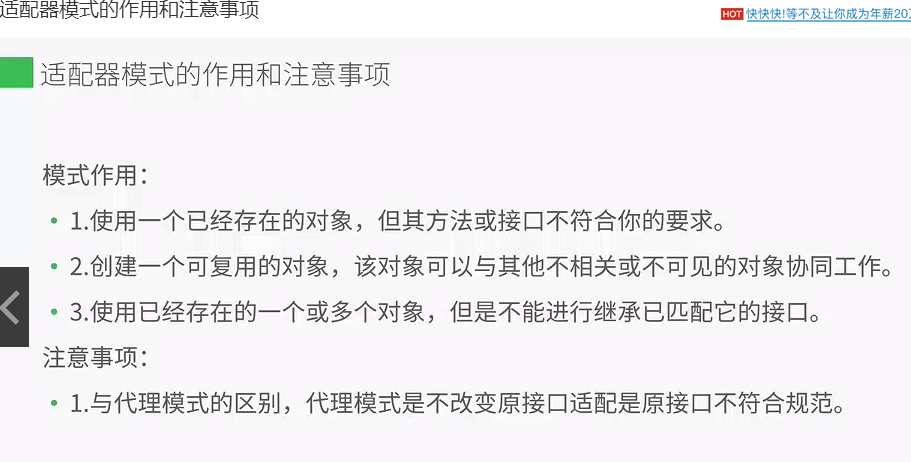 适配器模式的作用和注意事项
HOT 快快快!等不及让你成为年薪20
适配器模式的作用和注意事项
模式作用：
• 1.使用一个已经存在的对象，但其方法或接口不符合你的要求。
• 2.创建一个可复用的对象，该对象可以与其他不相关或不可见的对象协同工作。
• 3.使用已经存在的一个或多个对象，但是不能进行继承已匹配它的接口。
注意事项：
• 1.与代理模式的区别，代理模式是不改变原接口适配是原接口不符合规范。